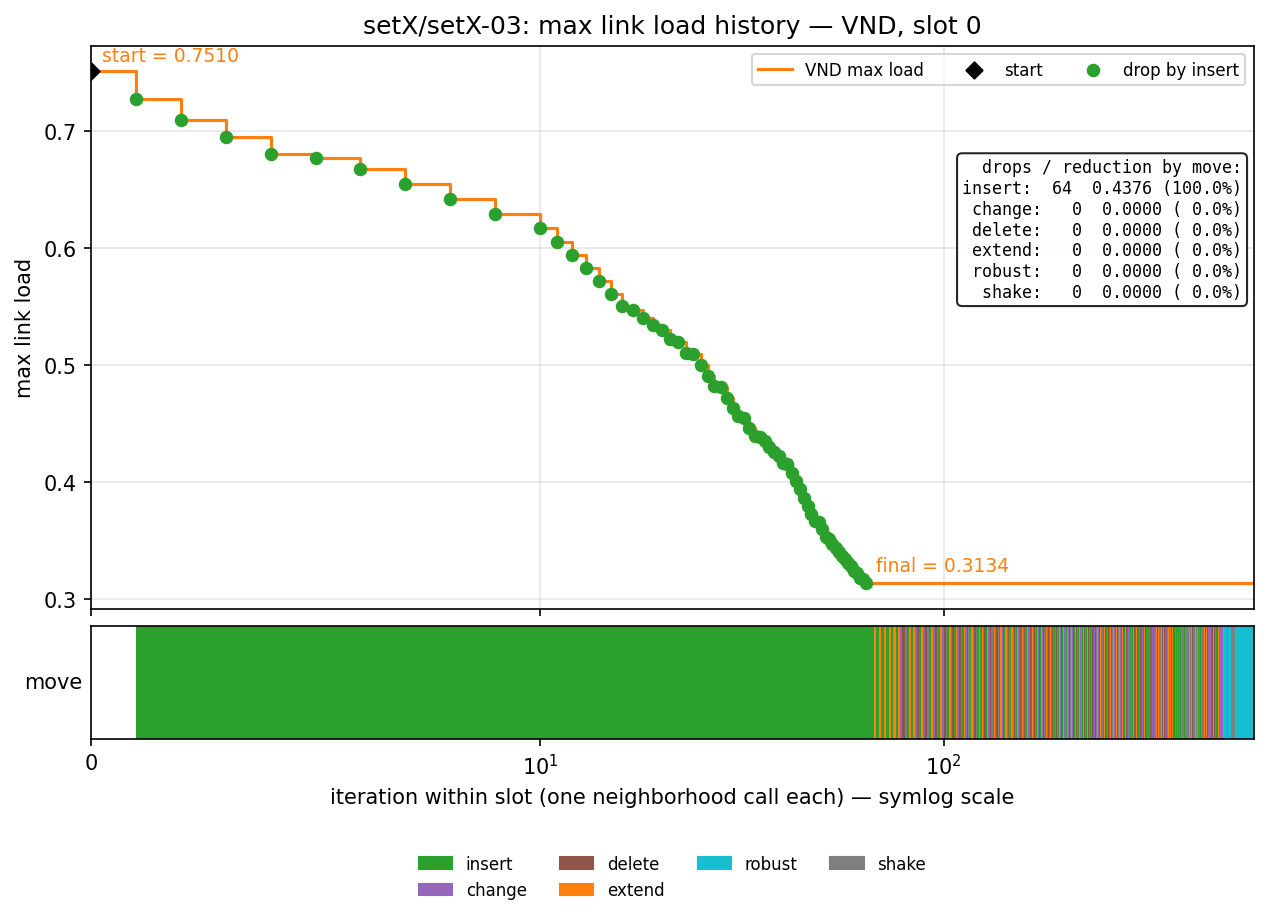 setX/setX-03: max link load history — VND, slot 0
start = 0.7510
VND max load
start
drop by insert
drops / reduction by move:
insert: 64 0.4376 (100.0%)
change: 0 0.0000 ( 0.0%)
delete: 0 0.0000 ( 0.0%)
extend: 0 0.0000 ( 0.0%)
robust: 0 0.0000 ( 0.0%)
shake: 0 0.0000 ( 0.0%)
max link load
0.7
0.6
0.5
0.4
0.3
final = 0.3134
move
0
10¹
10²
iteration within slot (one neighborhood call each) — symlog scale
insert
delete
robust
shake
change
extend